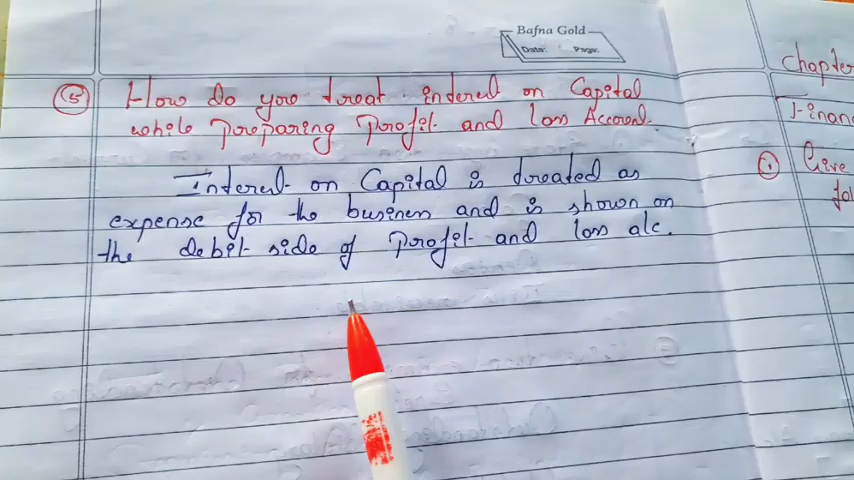 Bafna Gold
Date: Page:
5 How do you treat interest on Capital
while Preparing Profit and loss Account.
Interest on Capital is treated as
expense for the business and is shown on
the debit side of Profit and loss a/c.
Chapter
Finan
1 Give